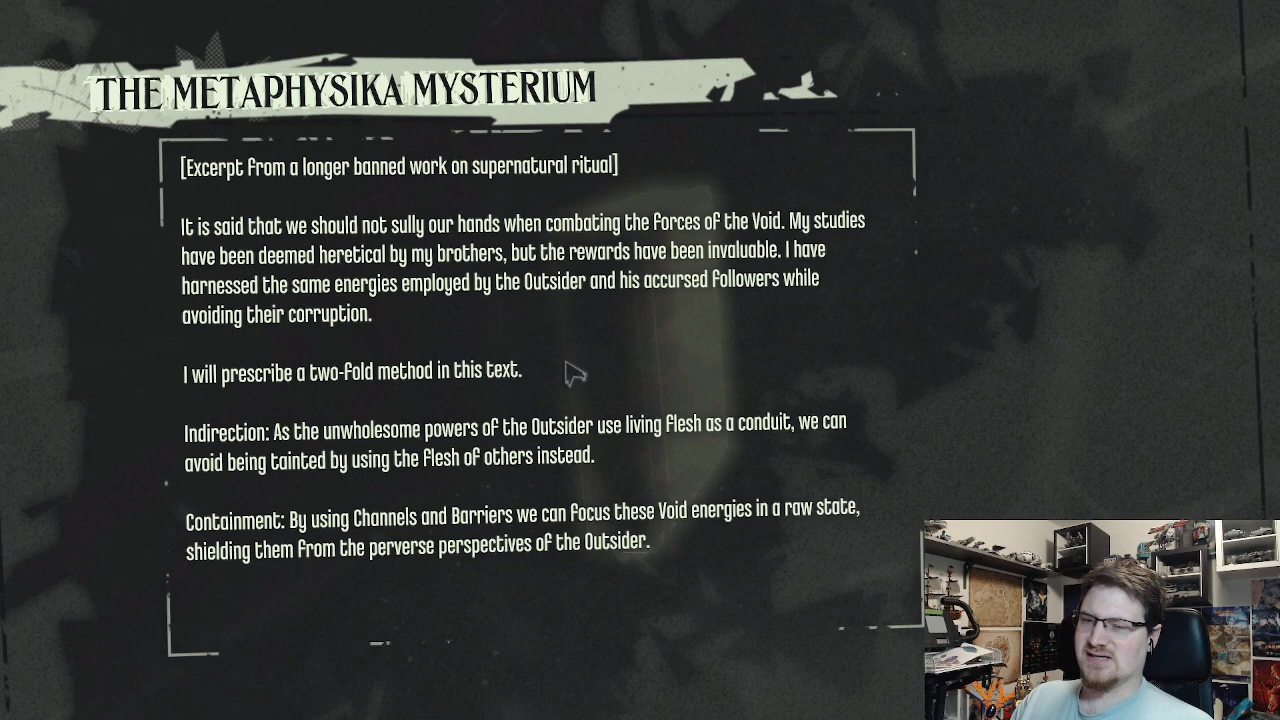 THE METAPHYSIKA MYSTERIUM
[Excerpt from a longer banned work on supernatural ritual]
It is said that we should not sully our hands when combating the forces of the Void. My studies
have been deemed heretical by my brothers, but the rewards have been invaluable. I have
harnessed the same energies employed by the Outsider and his accursed followers while
avoiding their corruption.
I will prescribe a two-fold method in this text.
Indirection: As the unwholesome powers of the Outsider use living flesh as a conduit, we can
avoid being tainted by using the flesh of others instead.
Containment: By using Channels and Barriers we can focus these Void energies in a raw state,
shielding them from the perverse perspectives of the Outsider.